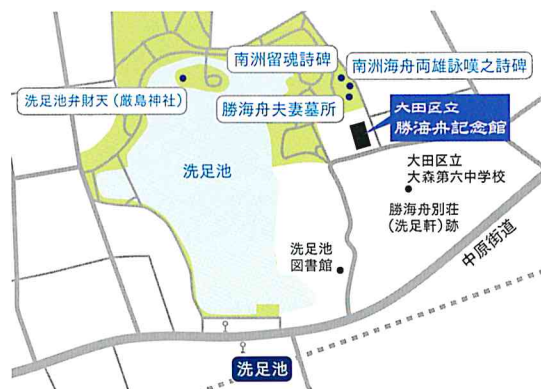 南洲留魂詩碑
南洲海舟両雄詠嘆之詩碑
洗足池弁財天(厳島神社)
勝海舟夫妻墓所
大田区立
勝海舟記念館
洗足池
大田区立
大森第六中学校
勝海舟別荘
(洗足軒)跡
中原街道
洗足池
図書館
洗足池